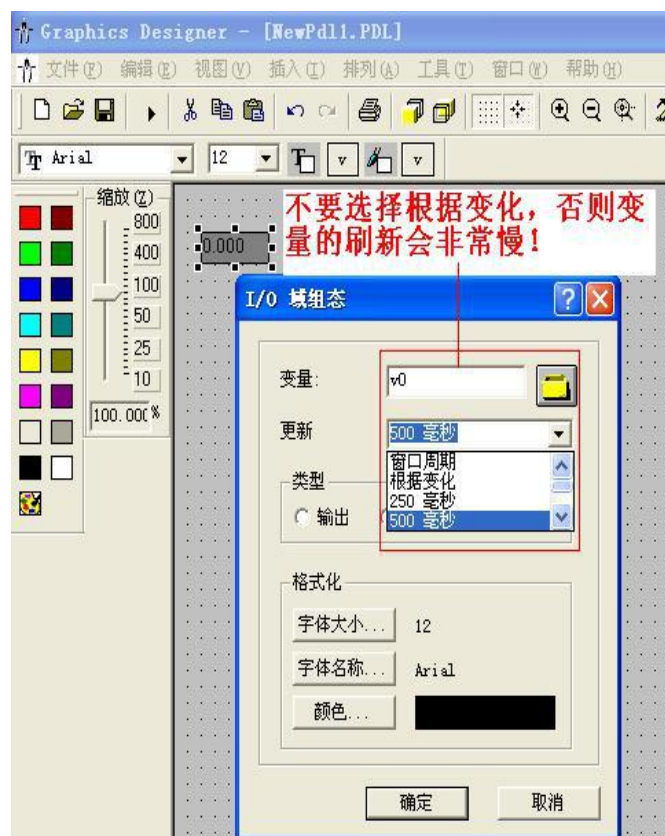 Graphics Designer - [NewPdl1.PDL]
文件(F) 编辑(E) 视图(V) 插入(I) 排列(A) 工具(T) 窗口(W) 帮助(H)
Arial 12
缩放(Z)
800
400
100
50
25
10
100.000%
0.000
不要选择根据变化，否则变
量的刷新会非常慢！
I/O 域组态
变量: v0
更新 500 毫秒
窗口周期
根据变化
250 毫秒
500 毫秒
类型
输出
格式化
字体大小... 12
字体名称... Arial
颜色...
确定 取消